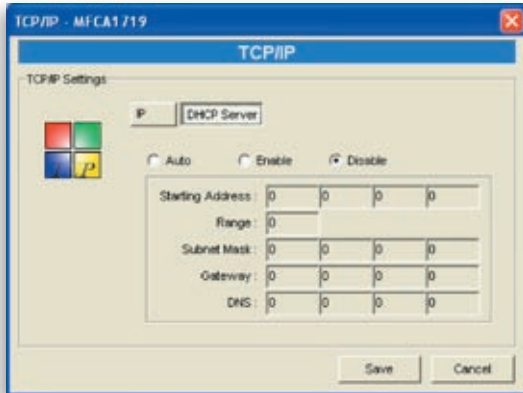 TCP/IP - MFCA1719
TCP/IP
TCP/IP Settings
IP DHCP Server
I P
Auto Enable Disable
Starting Address : 0 0 0 0
Range : 0
Subnet Mask : 0 0 0 0
Gateway : 0 0 0 0
DNS : 0 0 0 0
Save Cancel